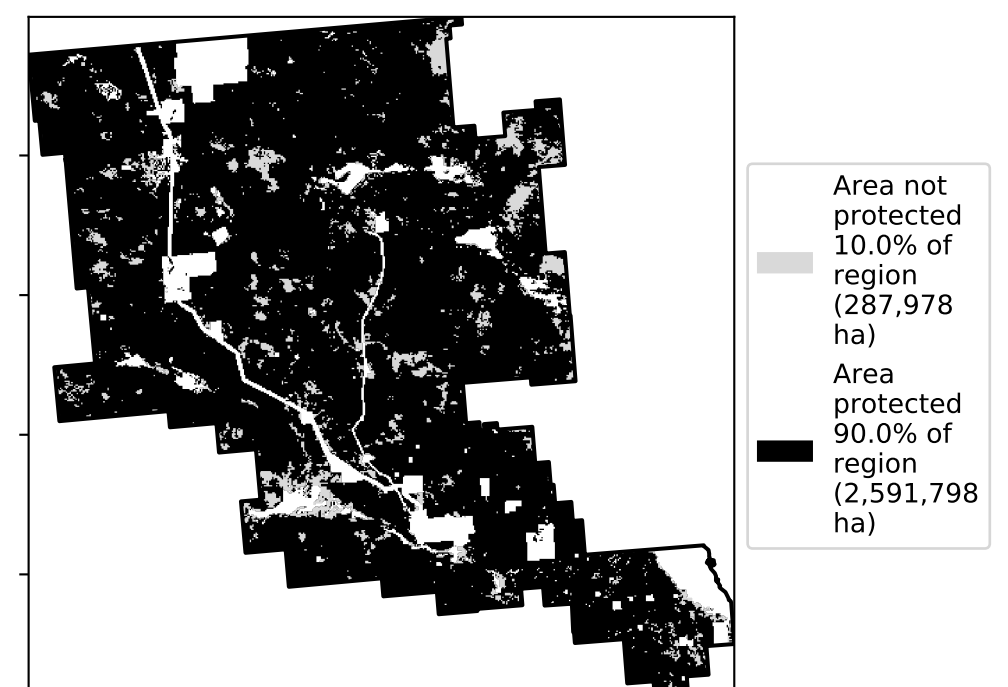 Area not
protected
10.0% of
region
(287,978
ha)
Area
protected
90.0% of
region
(2,591,798
ha)